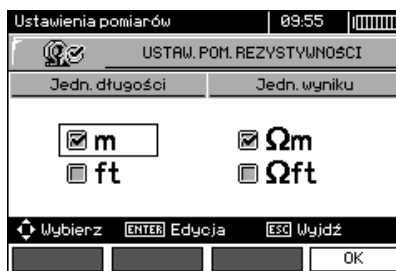 Ustawienia pomiarów 09:55
USTAW. POM. REZYSTYWNOŚCI
Jedn. długości Jedn. wyniku
m Ωm
ft Ωft
Wybierz ENTER Edycja ESC Wyjdź
OK